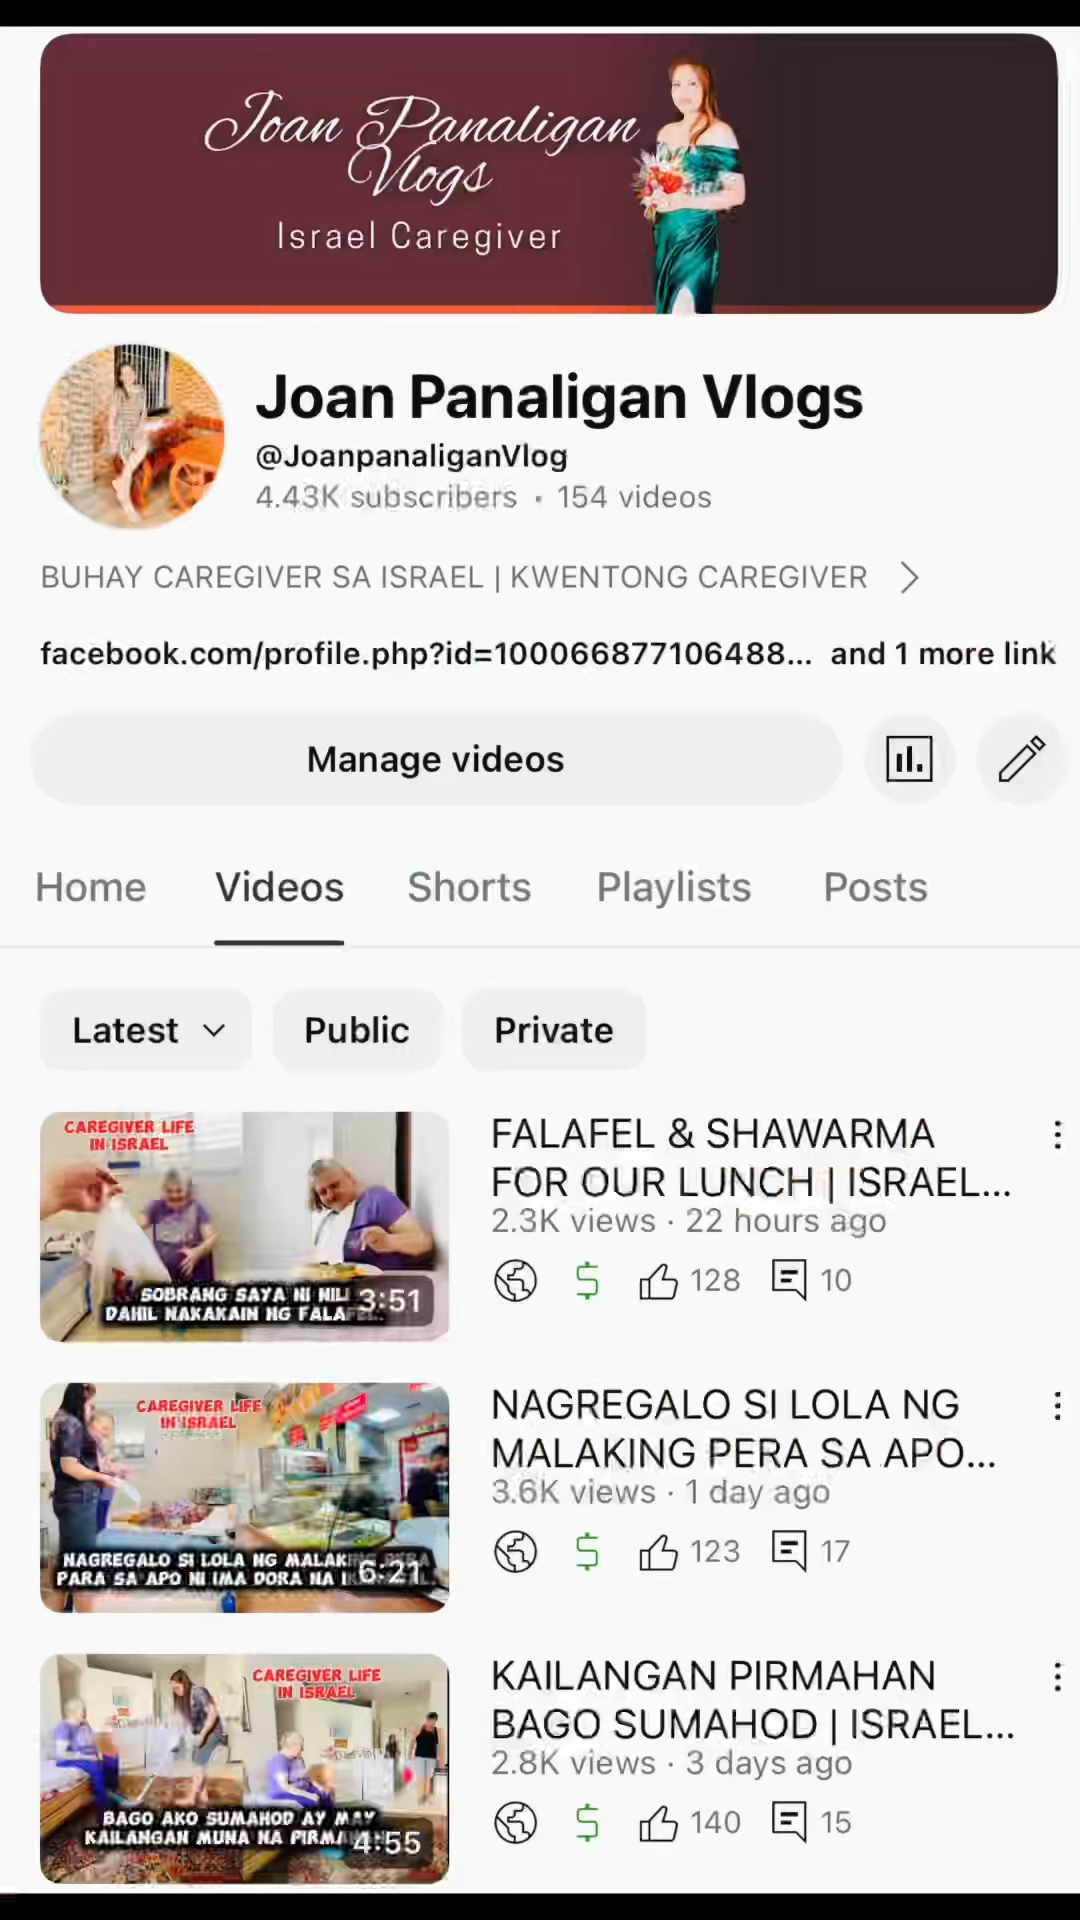 Joan Panaligan
Vlogs
Israel Caregiver
Joan Panaligan Vlogs
@JoanpanaliganVlog
4.43K subscribers · 154 videos
BUHAY CAREGIVER SA ISRAEL | KWENTONG CAREGIVER
facebook.com/profile.php?id=100066877106488... and 1 more link
Manage videos
Home Videos Shorts Playlists Posts
Latest Public Private
CAREGIVER LIFE
IN ISRAEL
SOBRANG SAYA NI NILI
DAHIL NAKAKAIN NG
3:51
FALAFEL & SHAWARMA
FOR OUR LUNCH | ISRAEL...
2.3K views · 22 hours ago
128 10
CAREGIVER LIFE
IN ISRAEL
NAGREGALO SI LOLA NG
PARA SA APO NI IMA DORA NA
6:21
NAGREGALO SI LOLA NG
MALAKING PERA SA APO...
3.6K views · 1 day ago
123 17
CAREGIVER LIFE
IN ISRAEL
BAGO AKO SUMAHOD AY MAY
KAILANGAN MUNA NA
4:55
KAILANGAN PIRMAHAN
BAGO SUMAHOD | ISRAEL...
2.8K views · 3 days ago
140 15